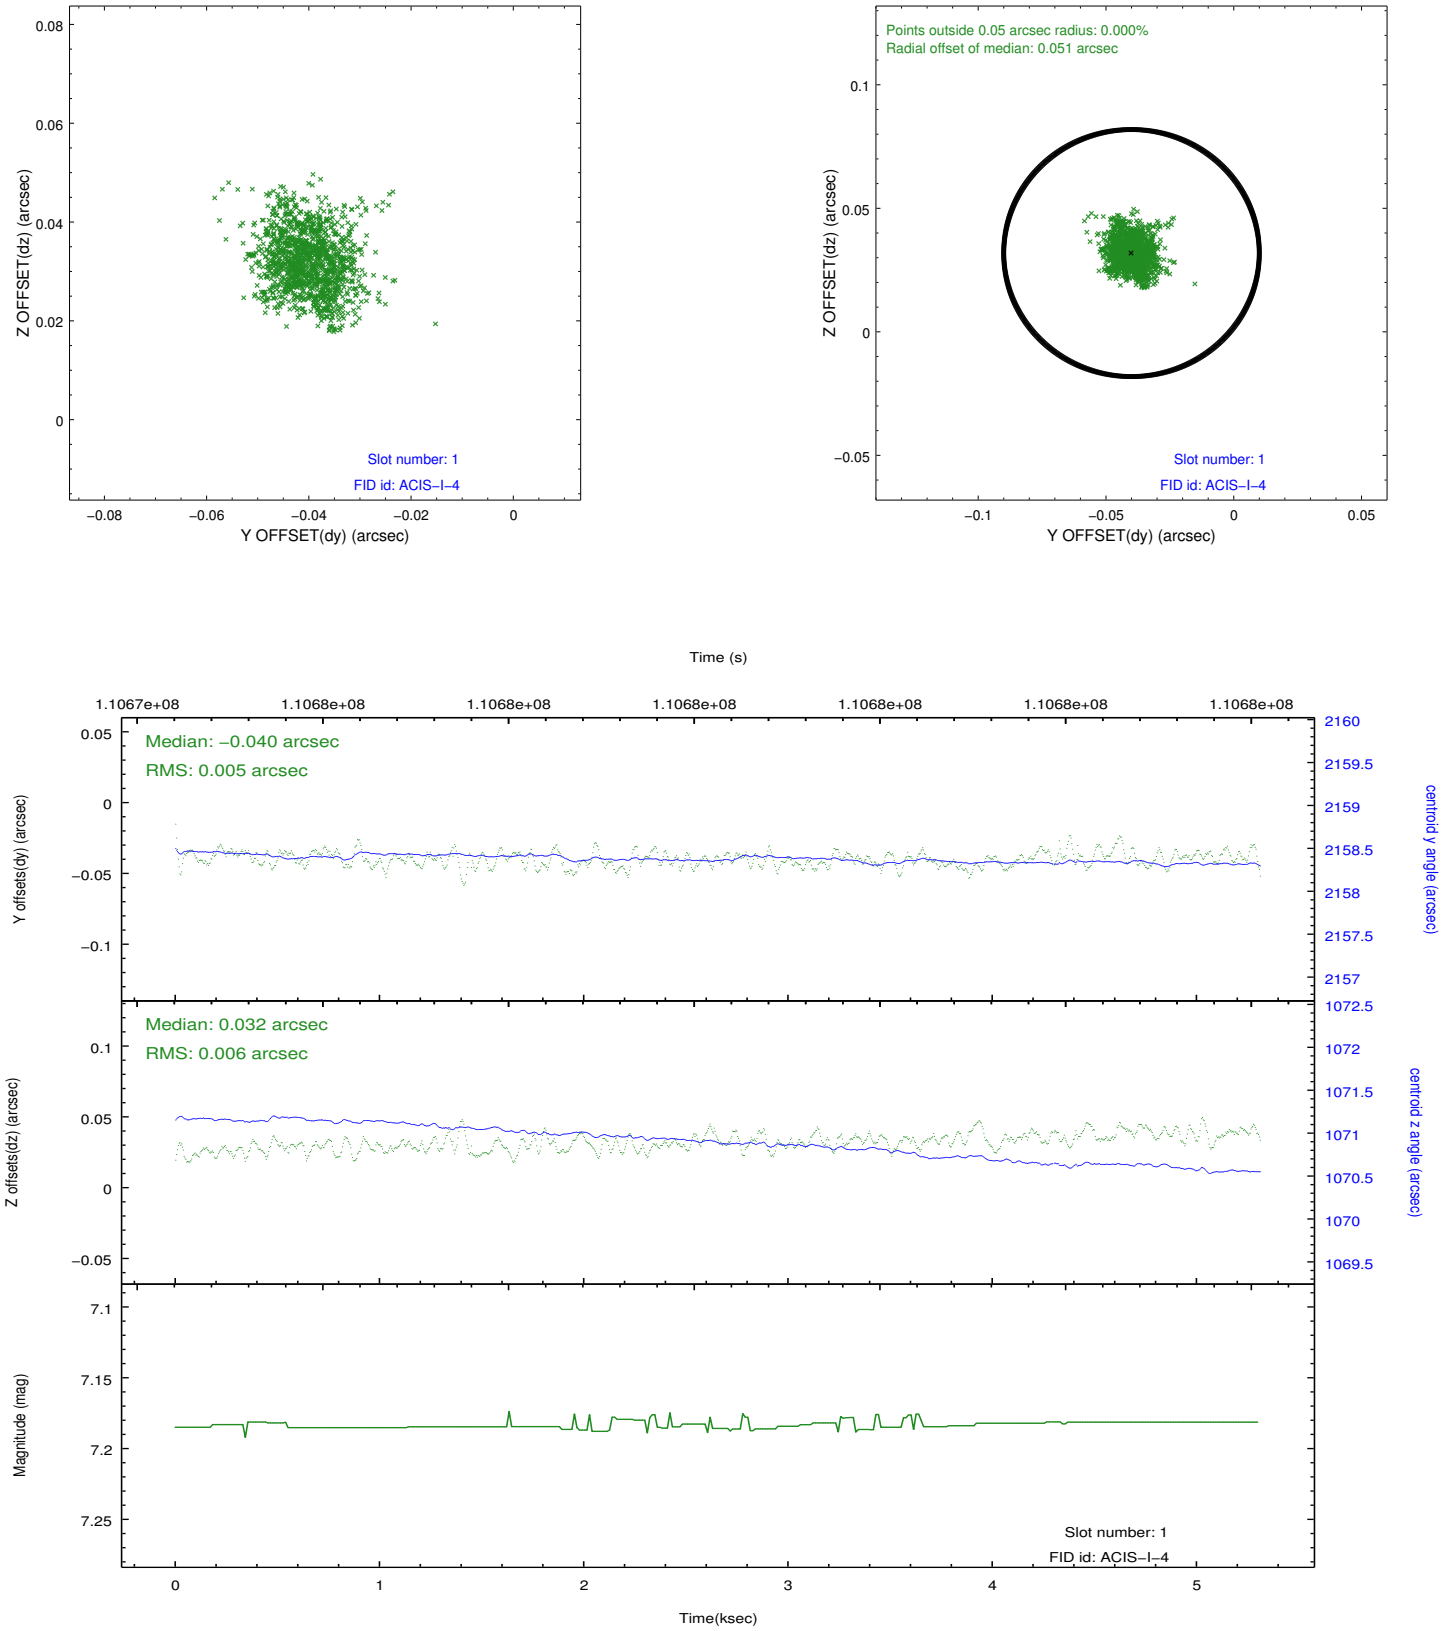 0.08
0.06
0.04
0.02
0
Z OFFSET(dz) (arcsec)
Slot number: 1
FID id: ACIS−I−4
−0.08 −0.06 −0.04 −0.02 0
Y OFFSET(dy) (arcsec)
Points outside 0.05 arcsec radius: 0.000%
Radial offset of median: 0.051 arcsec
0.1
0.05
0
−0.05
Z OFFSET(dz) (arcsec)
Slot number: 1
FID id: ACIS−I−4
−0.1 −0.05 0 0.05
Y OFFSET(dy) (arcsec)
Time (s)
1.1067e+08 1.1068e+08 1.1068e+08 1.1068e+08 1.1068e+08 1.1068e+08 1.1068e+08
Median: −0.040 arcsec
RMS: 0.005 arcsec
0.05
0
−0.05
−0.1
Y offsets(dy) (arcsec)
2160
2159.5
2159
2158.5
2158
2157.5
2157
centroid y angle (arcsec)
Median: 0.032 arcsec
RMS: 0.006 arcsec
0.1
0.05
0
−0.05
Z offsets(dz) (arcsec)
1072.5
1072
1071.5
1071
1070.5
1070
1069.5
centroid z angle (arcsec)
7.1
7.15
7.2
7.25
Magnitude (mag)
Slot number: 1
FID id: ACIS−I−4
0 1 2 3 4 5
Time(ksec)